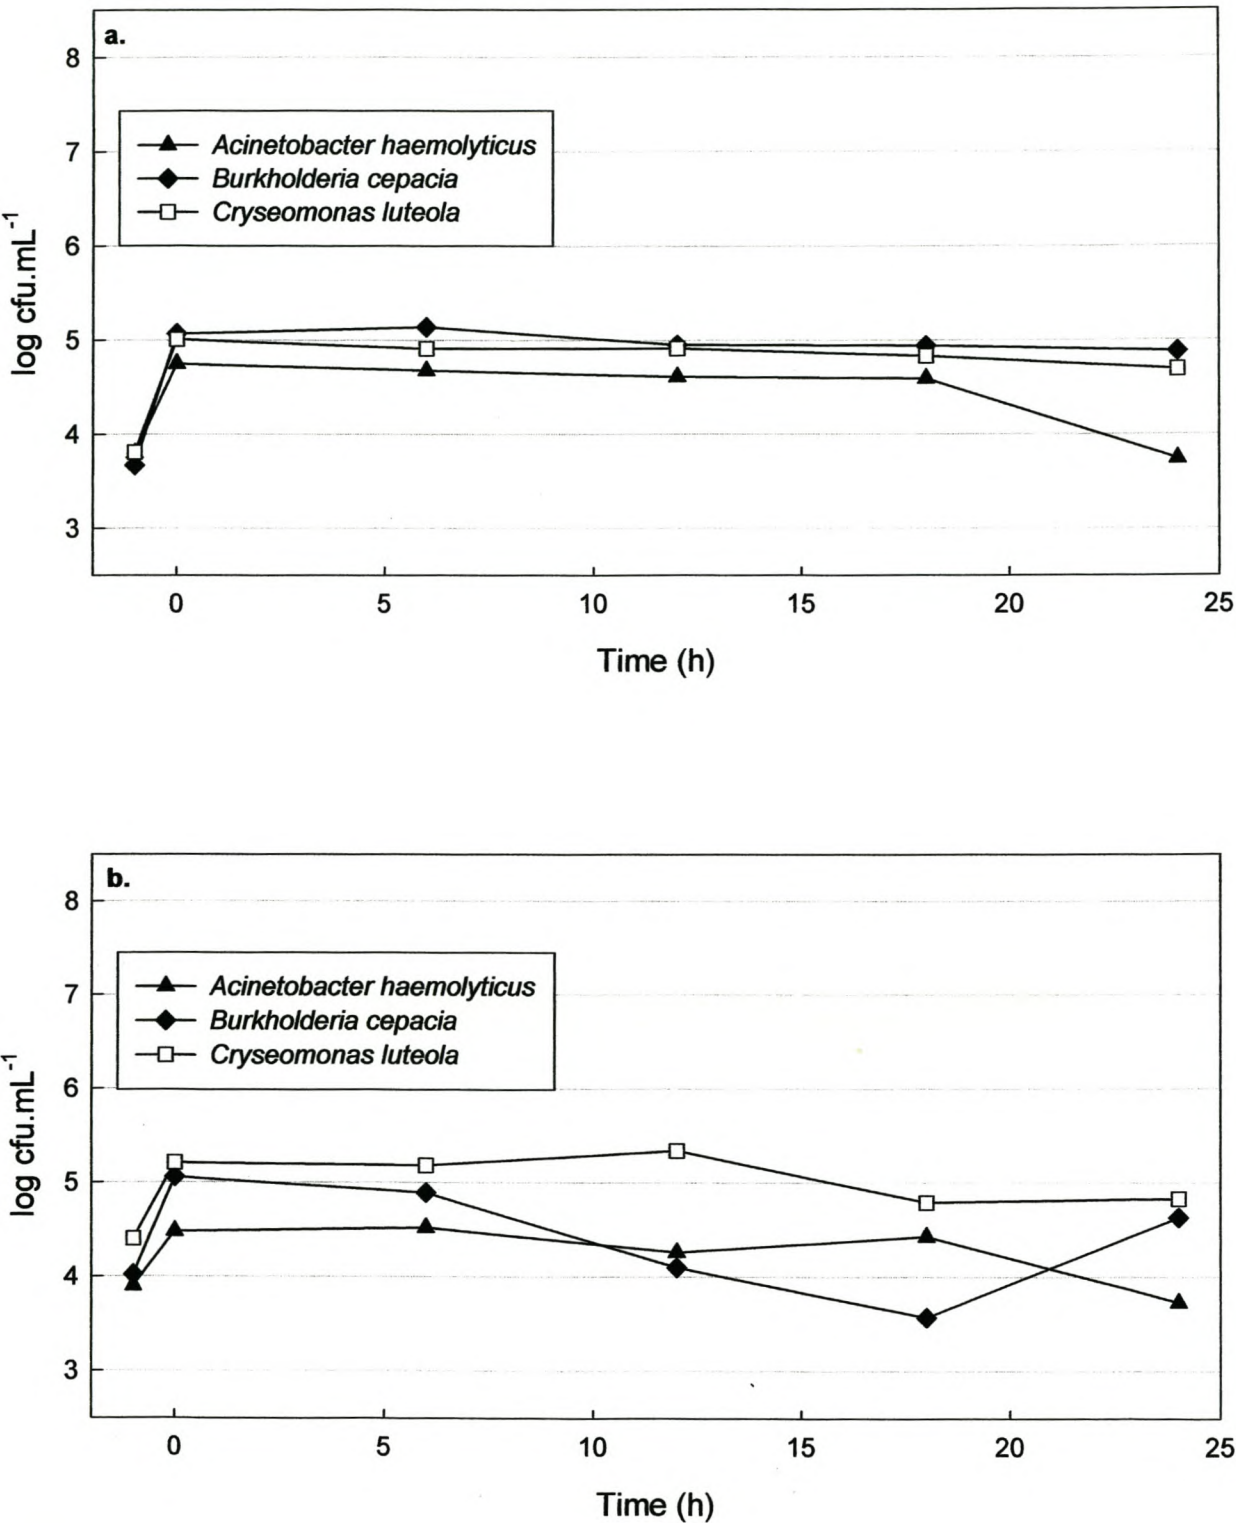 a.
8
7
6
5
4
3
log cfu.mL⁻¹
Acinetobacter haemolyticus
Burkholderia cepacia
Cryseomonas luteola
0 5 10 15 20 25
Time (h)
b.
8
7
6
5
4
3
log cfu.mL⁻¹
Acinetobacter haemolyticus
Burkholderia cepacia
Cryseomonas luteola
0 5 10 15 20 25
Time (h)